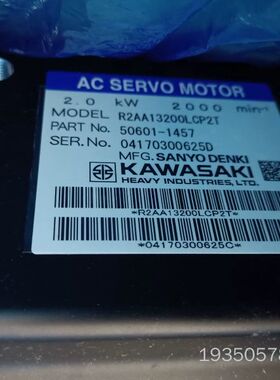 AC SERVO MOTOR
2.0 kW 2000 min⁻¹
MODEL R2AA13200LCP2T
PART No. 50601-1457
SER.No. 04170300625D
MFG. SANYO DENKI
KAWASAKI
HEAVY INDUSTRIES, LTD.
*R2AA13200LCP2T*
*04170300625C*
19350578